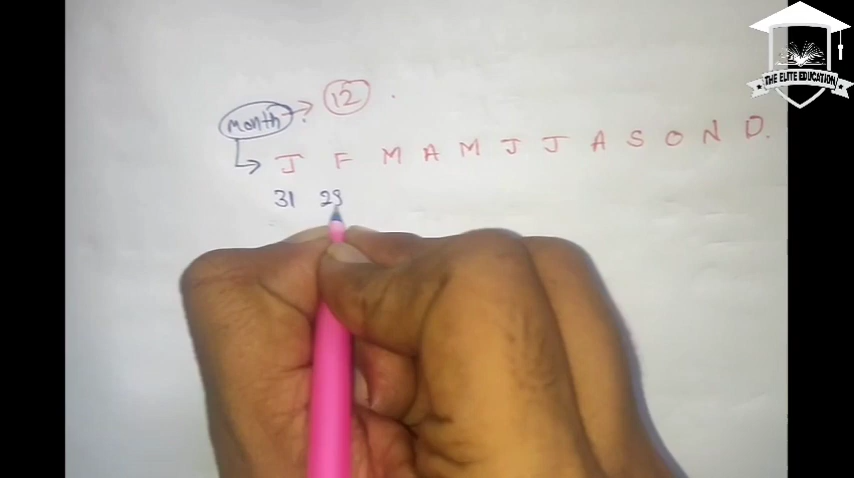 month → 12 .
J F M A M J J A S O N D.
31 28
THE ELITE EDUCATION